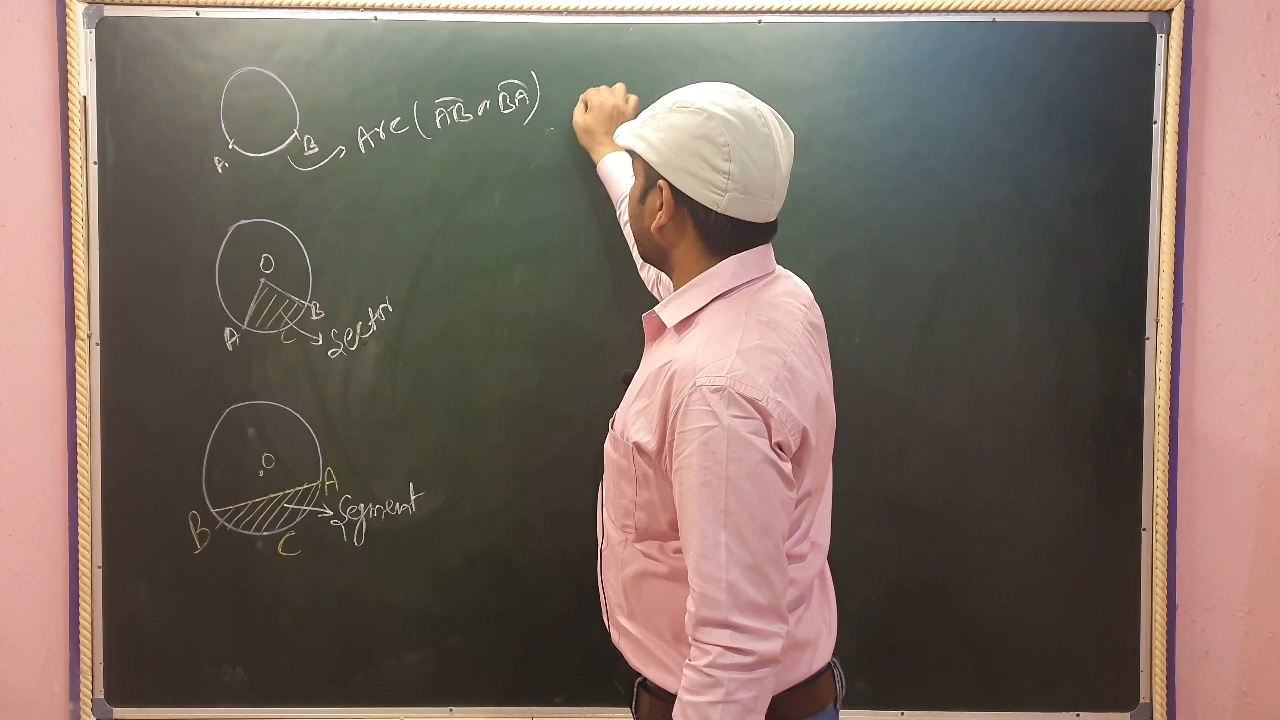 A B Arc (AB or BA)
O
A B
C Sector
O
A
B C Segment